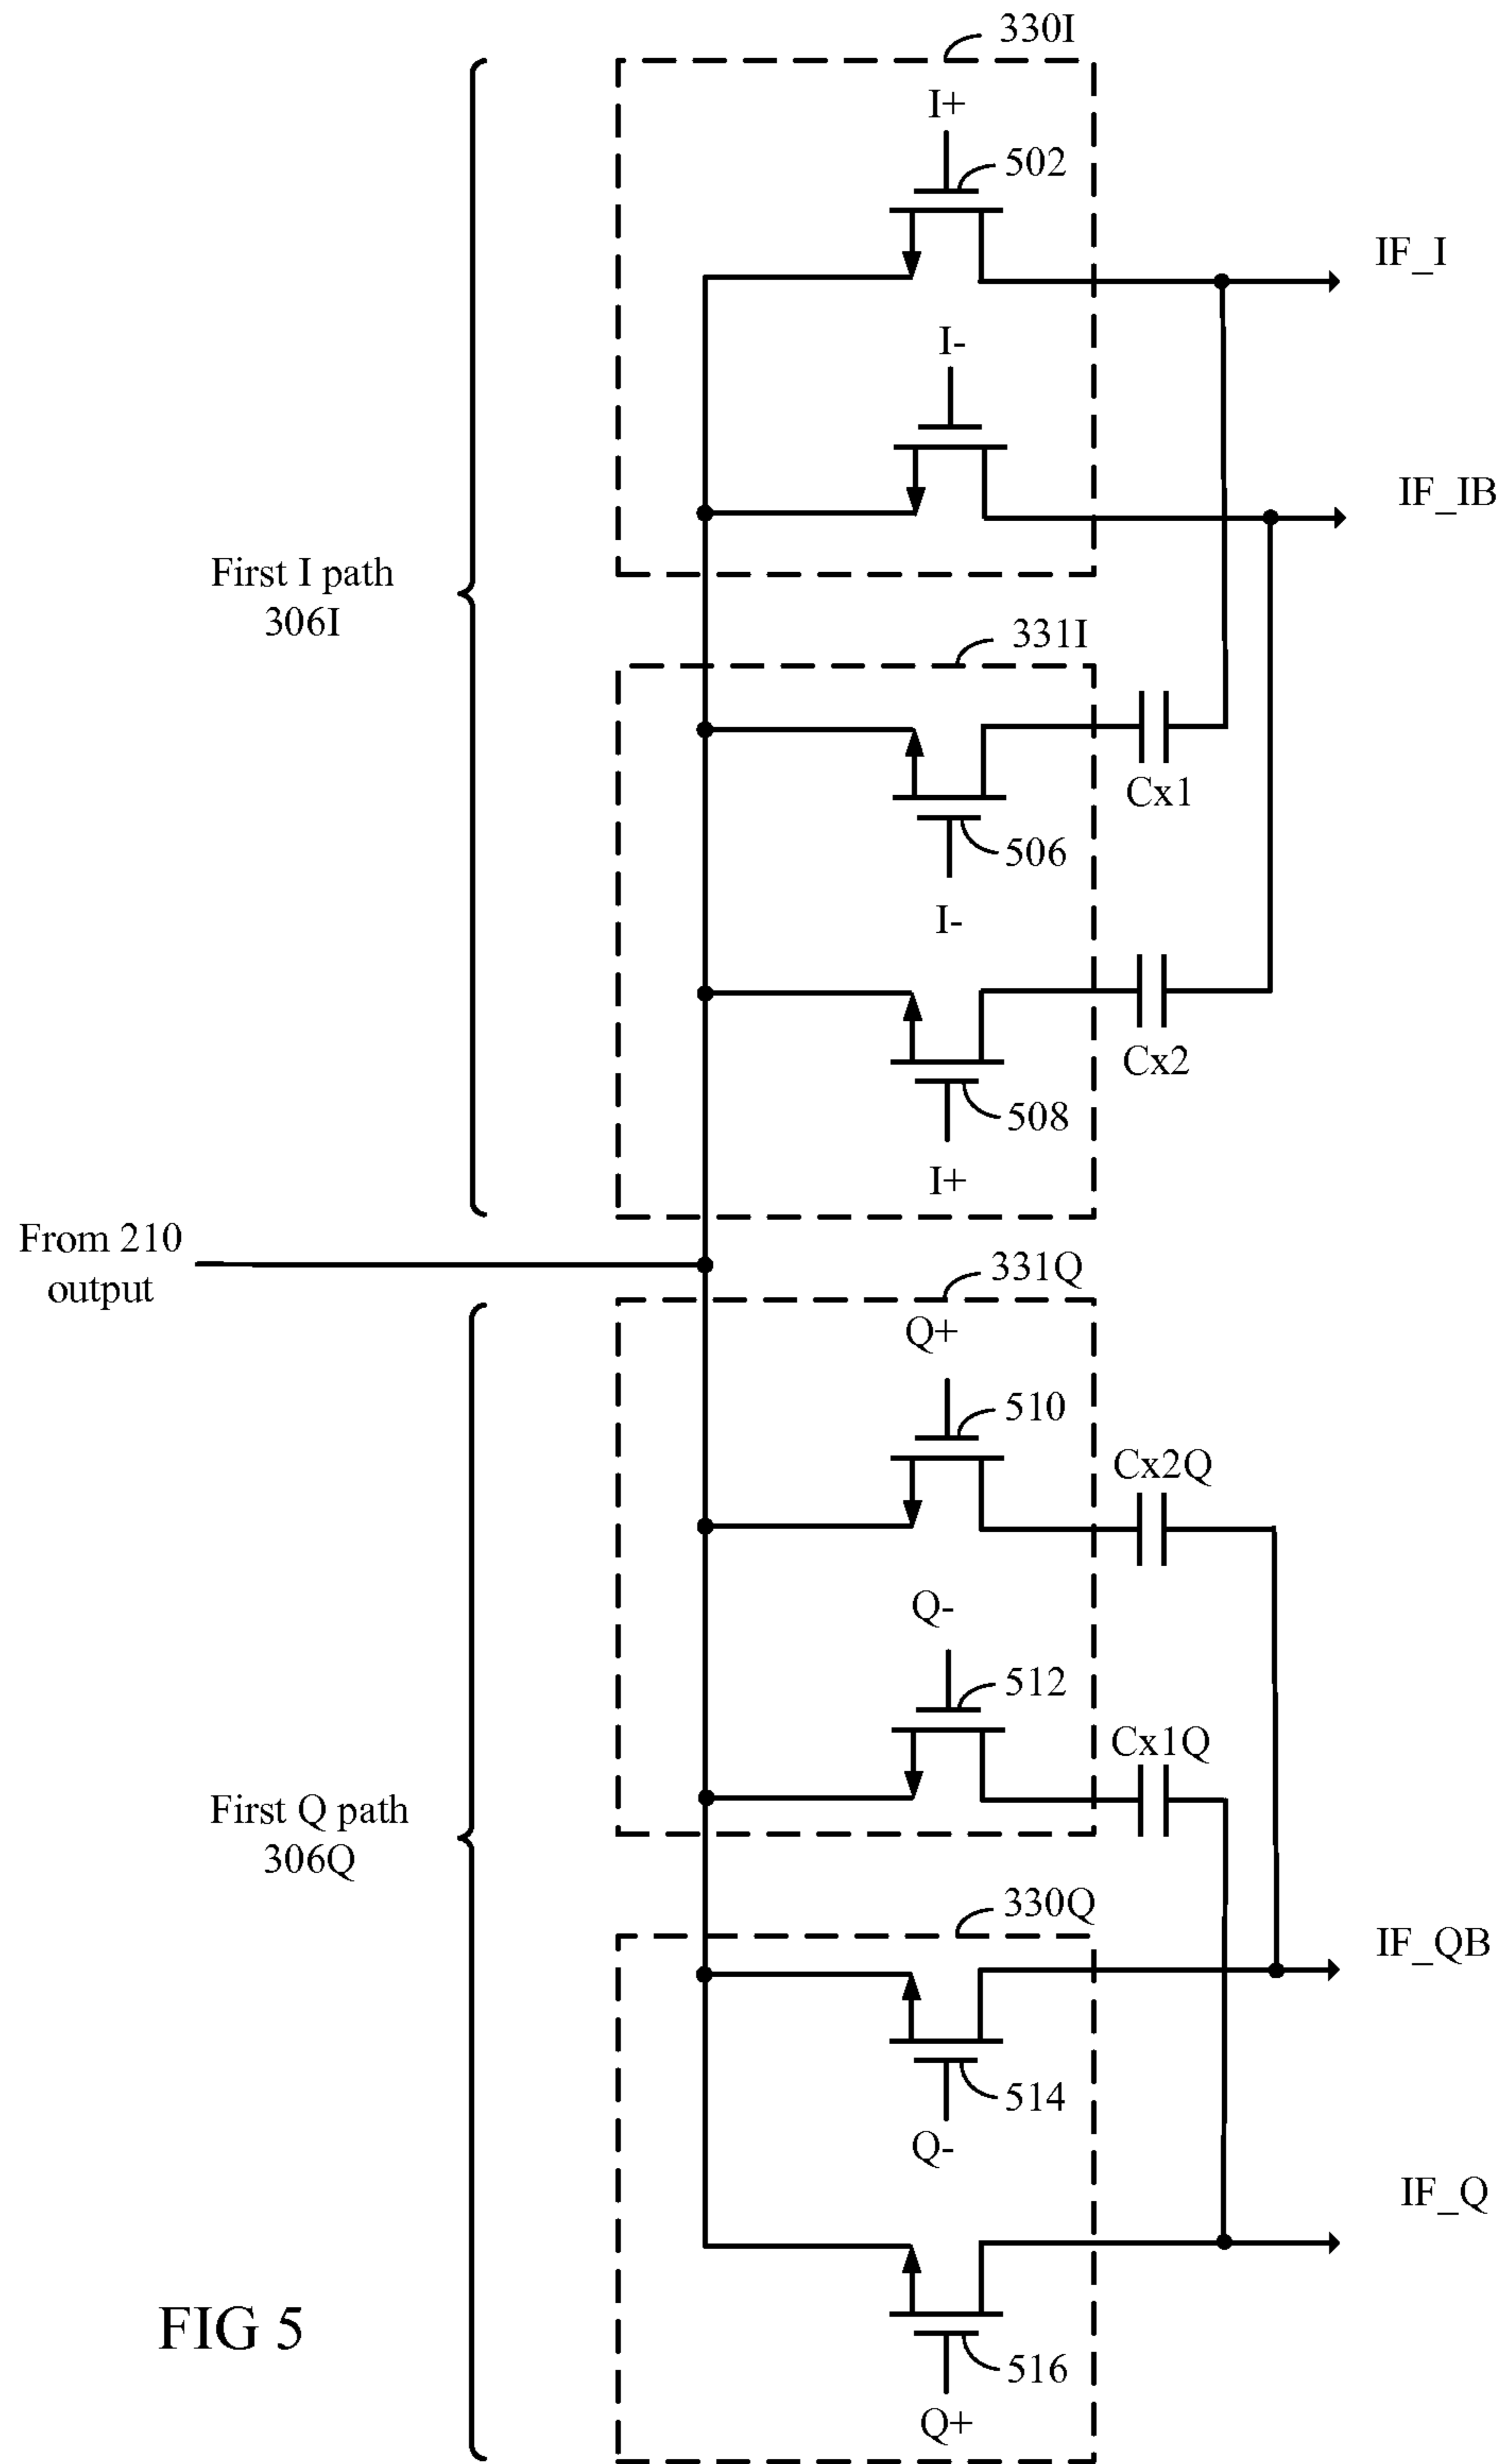 330I
I+
502
IF_I
I-
IF_IB
First I path
306I
331I
Cx1
506
I-
Cx2
508
I+
From 210
output
331Q
Q+
510
Cx2Q
Q-
512
Cx1Q
First Q path
306Q
330Q
IF_QB
514
Q-
IF_Q
FIG 5
516
Q+